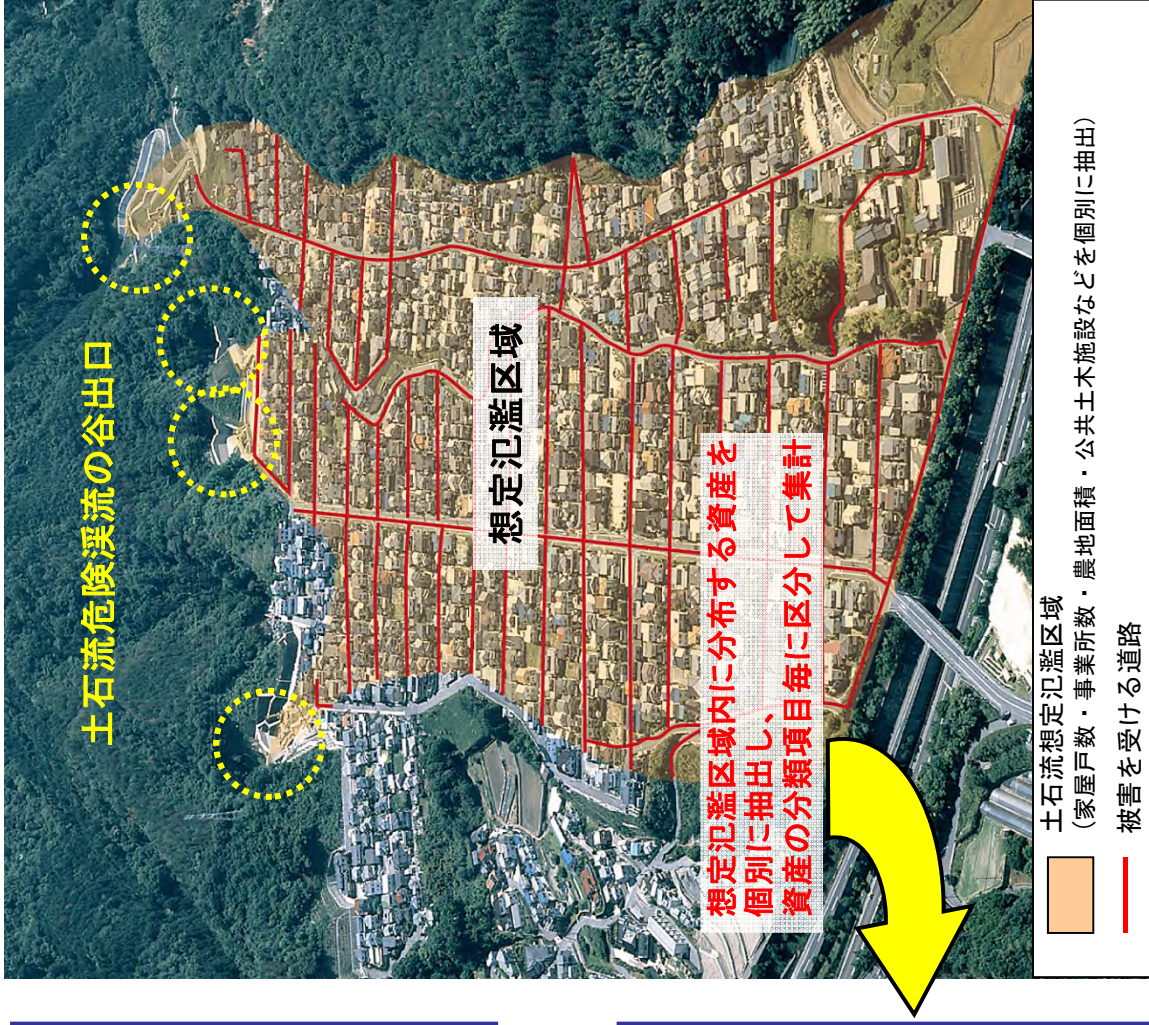 土石流危険渓流の谷出口
想定氾濫区域
想定氾濫区域内に分布する資産を
個別に抽出し、
資産の分類項目毎に区分して集計
土石流想定氾濫区域
(家屋戸数・事業所数・農地面積・公共土木施設などを個別に抽出)
被害を受ける道路